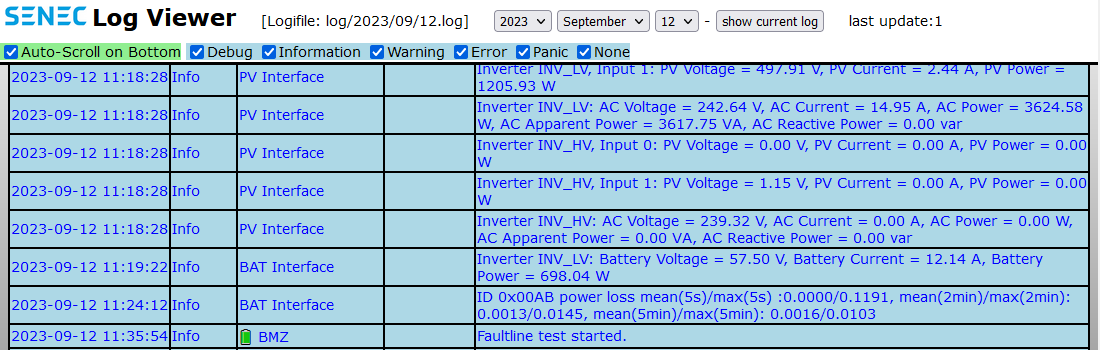 SENEC Log Viewer [Logfile: log/2023/09/12.log] 2023 September 12 - show current log last update:1
Auto-Scroll on Bottom Debug Information Warning Error Panic None
2023-09-12 11:18:28 Info PV Interface Inverter INV_LV, Input 1: PV Voltage = 497.91 V, PV Current = 2.44 A, PV Power =
1205.93 W
2023-09-12 11:18:28 Info PV Interface Inverter INV_LV: AC Voltage = 242.64 V, AC Current = 14.95 A, AC Power = 3624.58
W, AC Apparent Power = 3617.75 VA, AC Reactive Power = 0.00 var
2023-09-12 11:18:28 Info PV Interface Inverter INV_HV, Input 0: PV Voltage = 0.00 V, PV Current = 0.00 A, PV Power = 0.00
W
2023-09-12 11:18:28 Info PV Interface Inverter INV_HV, Input 1: PV Voltage = 1.15 V, PV Current = 0.00 A, PV Power = 0.00
W
2023-09-12 11:18:28 Info PV Interface Inverter INV_HV: AC Voltage = 239.32 V, AC Current = 0.00 A, AC Power = 0.00 W,
AC Apparent Power = 0.00 VA, AC Reactive Power = 0.00 var
2023-09-12 11:19:22 Info BAT Interface Inverter INV_LV: Battery Voltage = 57.50 V, Battery Current = 12.14 A, Battery
Power = 698.04 W
2023-09-12 11:24:12 Info BAT Interface ID 0x00AB power loss mean(5s)/max(5s) :0.0000/0.1191, mean(2min)/max(2min):
0.0013/0.0145, mean(5min)/max(5min): 0.0016/0.0103
2023-09-12 11:35:54 Info BMZ Faultline test started.